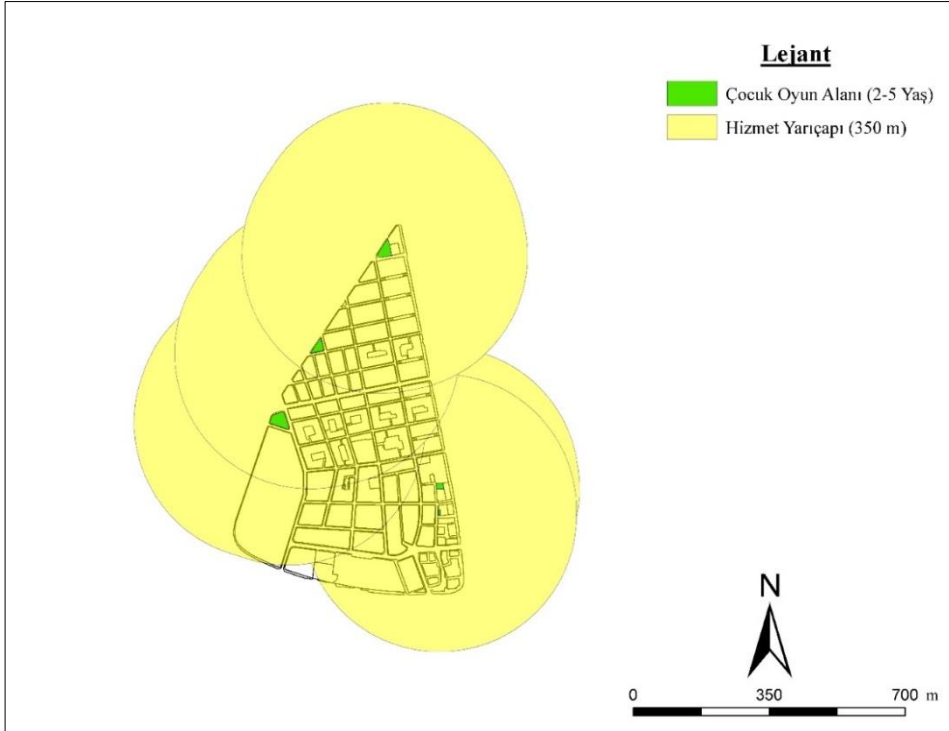 Lejant
Çocuk Oyun Alanı (2-5 Yaş)
Hizmet Yarıçapı (350 m)
N
0 350 700 m